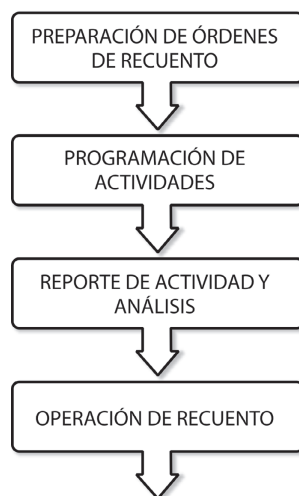 PREPARACIÓN DE ÓRDENES
DE RECUENTO
PROGRAMACIÓN DE
ACTIVIDADES
REPORTE DE ACTIVIDAD Y
ANÁLISIS
OPERACIÓN DE RECUENTO